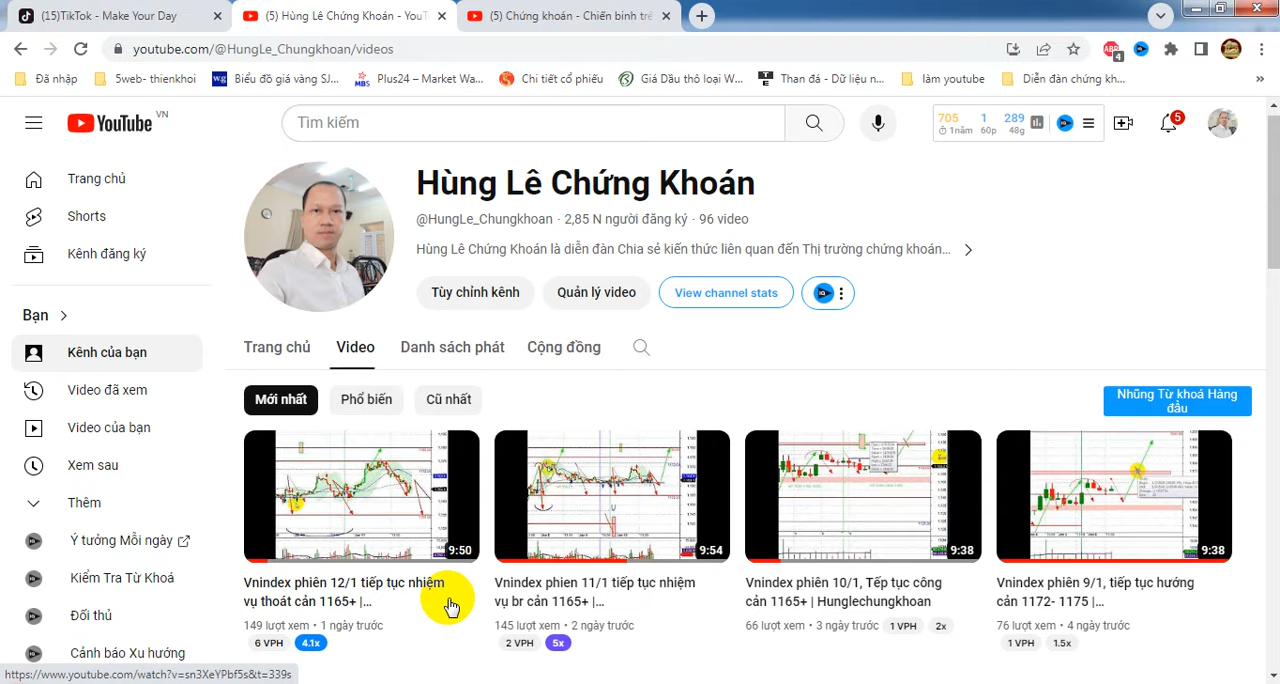 (15)TikTok - Make Your Day
(5) Hùng Lê Chứng Khoán - YouT
(5) Chứng khoán - Chiến binh trê
youtube.com/@HungLe_Chungkhoan/videos
ABP
4
Đã nhập
5web- thienkhoi
Biểu đồ giá vàng SJ...
Plus24 – Market Wa...
Chi tiết cổ phiếu
Giá Dầu thô loại W...
Than đá - Dữ liệu n...
làm youtube
Diễn đàn chứng kh...
YouTube VN
Tìm kiếm
705 1 289
1năm 60p 48g
5
Trang chủ
Shorts
Kênh đăng ký
Bạn
Kênh của bạn
Video đã xem
Video của bạn
Xem sau
Thêm
Ý tưởng Mỗi ngày
Kiểm Tra Từ Khoá
Đối thủ
Cảnh báo Xu hướng
Hùng Lê Chứng Khoán
@HungLe_Chungkhoan · 2,85 N người đăng ký · 96 video
Hùng Lê Chứng Khoán là diễn đàn Chia sẻ kiến thức liên quan đến Thị trường chứng khoán...
Tùy chỉnh kênh
Quản lý video
View channel stats
Trang chủ
Video
Danh sách phát
Cộng đồng
Mới nhất
Phổ biến
Cũ nhất
Những Từ khoá Hàng
đầu
9:50
Vnindex phiên 12/1 tiếp tục nhiệm
vụ thoát cản 1165+ |...
149 lượt xem • 1 ngày trước
6 VPH 4.1x
9:54
Vnindex phien 11/1 tiếp tục nhiệm
vụ br cản 1165+ |...
145 lượt xem • 2 ngày trước
2 VPH 5x
9:38
Vnindex phiên 10/1, Tếp tục công
cản 1165+ | Hunglechungkhoan
66 lượt xem • 3 ngày trước
1 VPH 2x
9:38
Vnindex phiên 9/1, tiếp tục hướng
cản 1172- 1175 |...
76 lượt xem • 4 ngày trước
1 VPH 1.5x
https://www.youtube.com/watch?v=sn3XeYPbf5s&t=339s